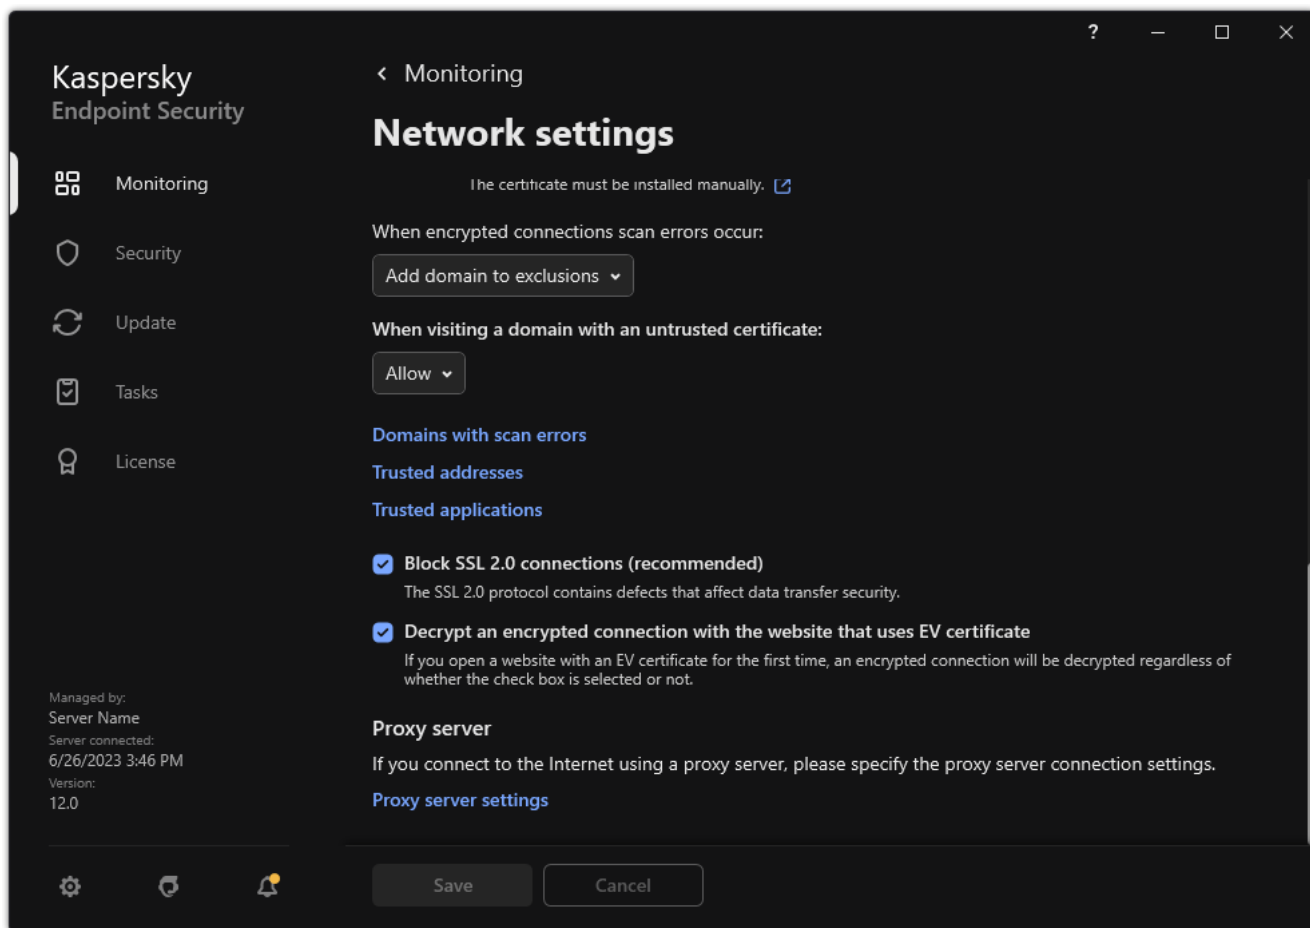 ?
Kaspersky
Endpoint Security
Monitoring
Security
Update
Tasks
License
Managed by:
Server Name
Server connected:
6/26/2023 3:46 PM
Version:
12.0
Monitoring
Network settings
The certificate must be installed manually.
When encrypted connections scan errors occur:
Add domain to exclusions
When visiting a domain with an untrusted certificate:
Allow
Domains with scan errors
Trusted addresses
Trusted applications
Block SSL 2.0 connections (recommended)
The SSL 2.0 protocol contains defects that affect data transfer security.
Decrypt an encrypted connection with the website that uses EV certificate
If you open a website with an EV certificate for the first time, an encrypted connection will be decrypted regardless of
whether the check box is selected or not.
Proxy server
If you connect to the Internet using a proxy server, please specify the proxy server connection settings.
Proxy server settings
Save
Cancel